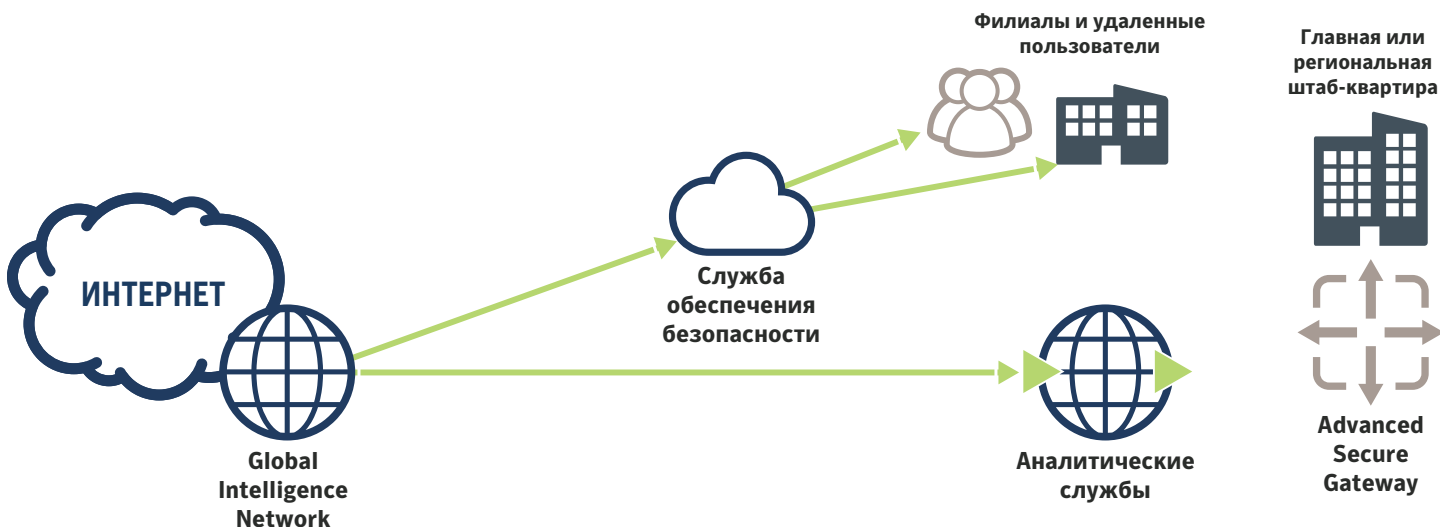 Филиалы и удаленные
пользователи
Главная или
региональная
штаб-квартира
ИНТЕРНЕТ
Служба
обеспечения
безопасности
Global
Intelligence
Network
Аналитические
службы
Advanced
Secure
Gateway